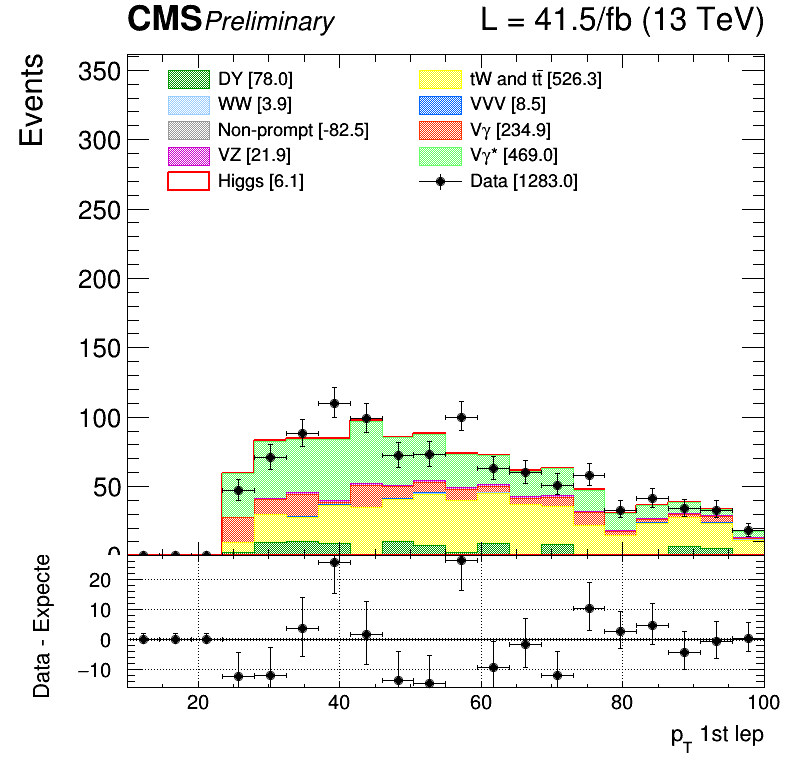 CMS Preliminary L = 41.5/fb (13 TeV)
Events
350
300
250
200
150
100
50
0
DY [78.0]
WW [3.9]
Non-prompt [-82.5]
VZ [21.9]
Higgs [6.1]
tW and tt̄ [526.3]
VVV [8.5]
Vγ [234.9]
Vγ* [469.0]
Data [1283.0]
Data - Expecte
20
10
0
−10
20 40 60 80 100
pT 1st lep